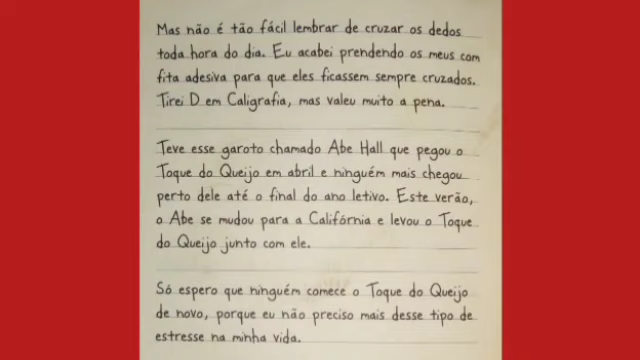 Mas não é tão fácil lembrar de cruzar os dedos
toda hora do dia. Eu acabei prendendo os meus com
fita adesiva para que eles ficassem sempre cruzados.
Tirei D em Caligrafia, mas valeu muito a pena.
Teve esse garoto chamado Abe Hall que pegou o
Toque do Queijo em abril e ninguém mais chegou
perto dele até o final do ano letivo. Este verão,
o Abe se mudou para a Califórnia e levou o Toque
do Queijo junto com ele.
Só espero que ninguém comece o Toque do Queijo
de novo, porque eu não preciso mais desse tipo de
estresse na minha vida.